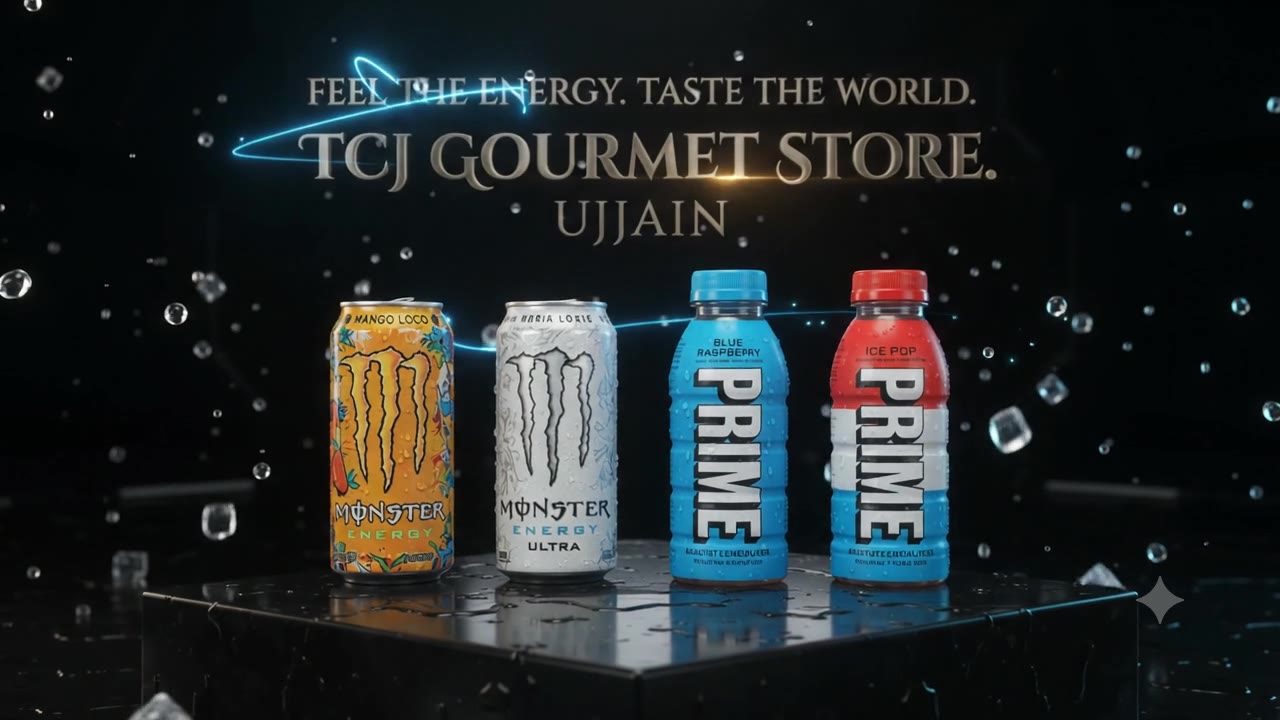 FEEL THE ENERGY. TASTE THE WORLD.
TCJ GOURMET STORE.
UJJAIN
MANGO LOCO
MONSTER
ENERGY
MONSTER
ENERGY
ULTRA
BLUE
RASPBERRY
PRIME
ICE POP
PRIME